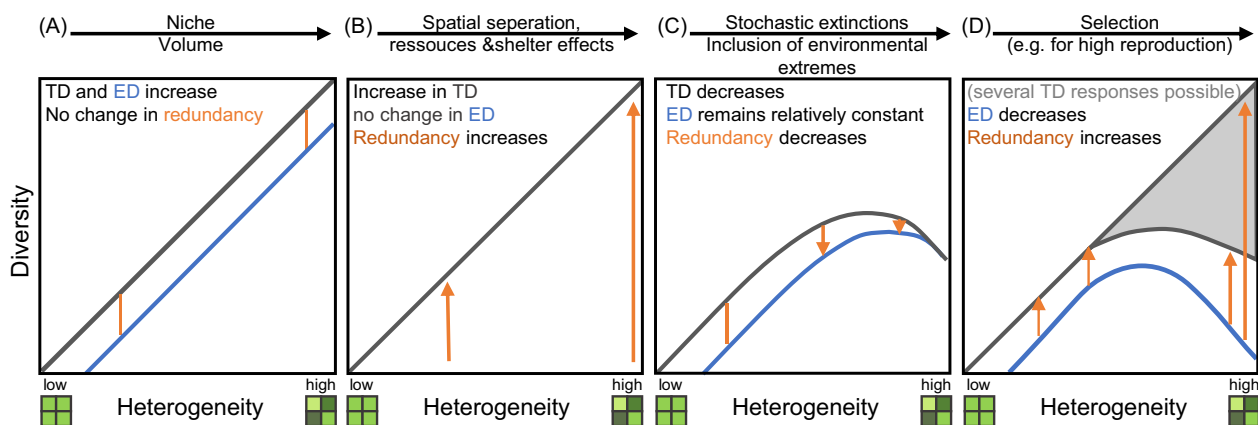 (A)
Niche
Volume
TD and ED increase
No change in redundancy
(B)
Spatial seperation,
ressouces &shelter effects
Increase in TD
no change in ED
Redundancy increases
(C)
Stochastic extinctions
Inclusion of environmental
extremes
TD decreases
ED remains relatively constant
Redundancy decreases
(D)
Selection
(e.g. for high reproduction)
(several TD responses possible)
ED decreases
Redundancy increases
Diversity
low
high
Heterogeneity
low
high
Heterogeneity
low
high
Heterogeneity
low
high
Heterogeneity